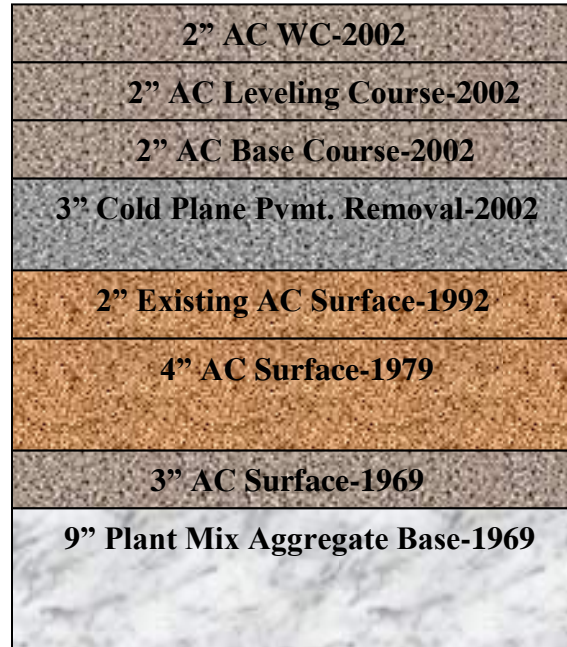 2” AC WC-2002
2” AC Leveling Course-2002
2” AC Base Course-2002
3” Cold Plane Pvmt. Removal-2002
2” Existing AC Surface-1992
4” AC Surface-1979
3” AC Surface-1969
9” Plant Mix Aggregate Base-1969